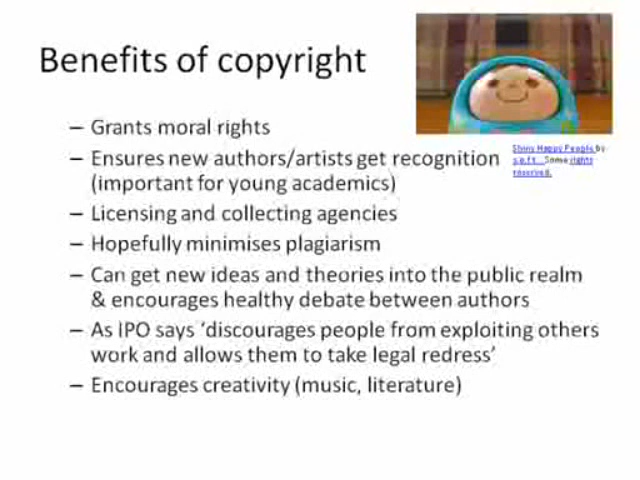 Benefits of copyright
– Grants moral rights
– Ensures new authors/artists get recognition
(important for young academics)
– Licensing and collecting agencies
– Hopefully minimises plagiarism
– Can get new ideas and theories into the public realm
& encourages healthy debate between authors
– As IPO says ‘discourages people from exploiting others
work and allows them to take legal redress’
– Encourages creativity (music, literature)
Shiny Happy People by
Some rights
reserved.